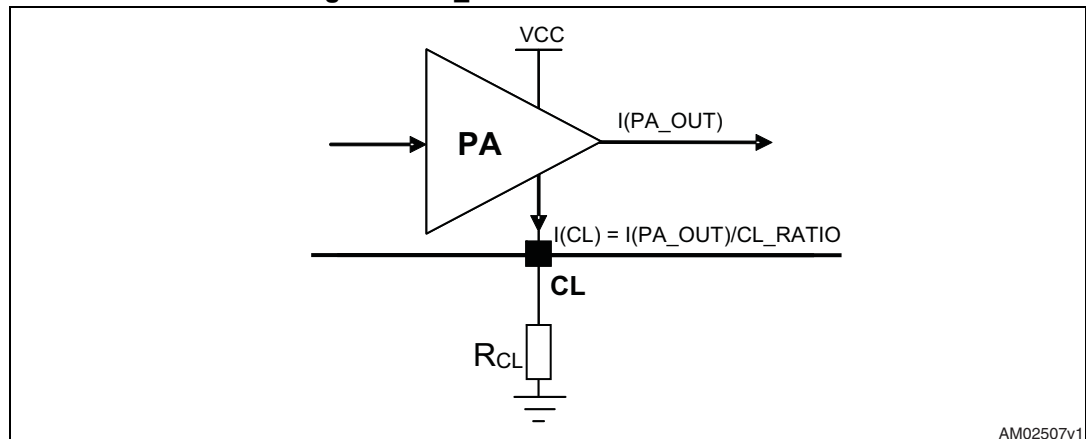 VCC
I(PA_OUT)
PA
I(CL) = I(PA_OUT)/CL_RATIO
CL
RCL
AM02507v1